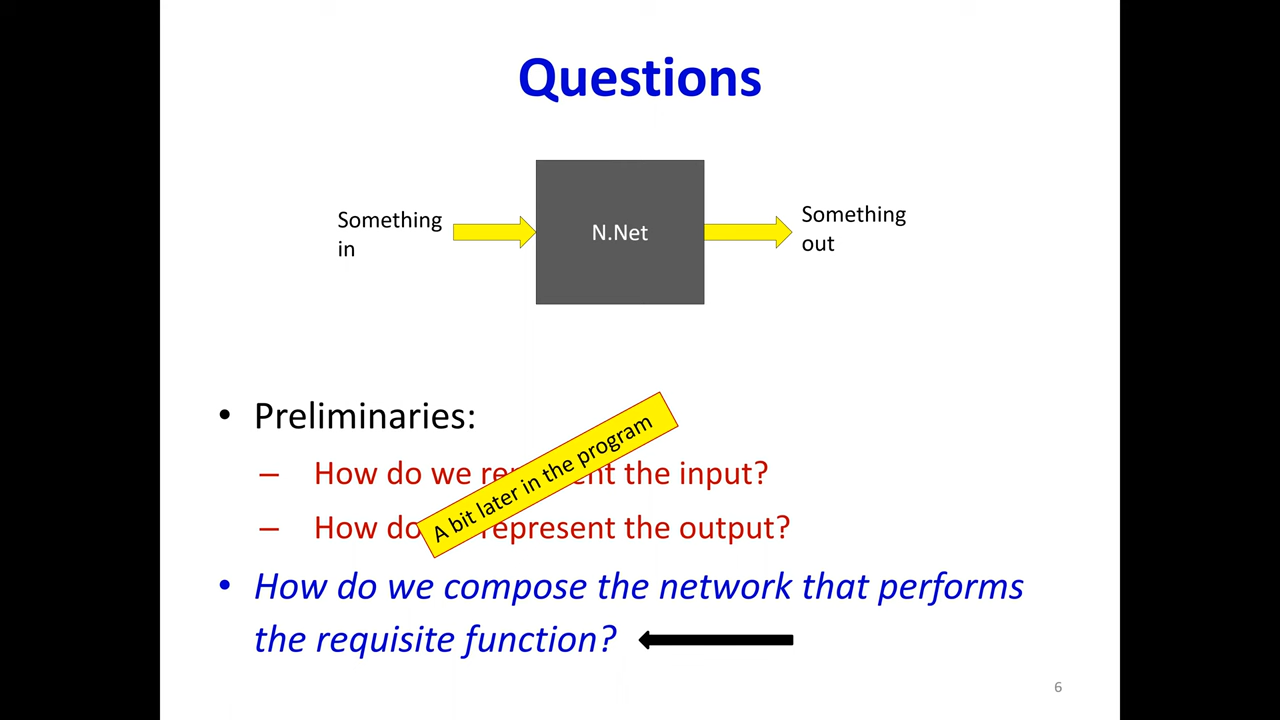 Questions
Something
in
N.Net
Something
out
• Preliminaries:
– How do we rep ent the input?
– How do represent the output?
A bit later in the program
• How do we compose the network that performs
the requisite function?
6